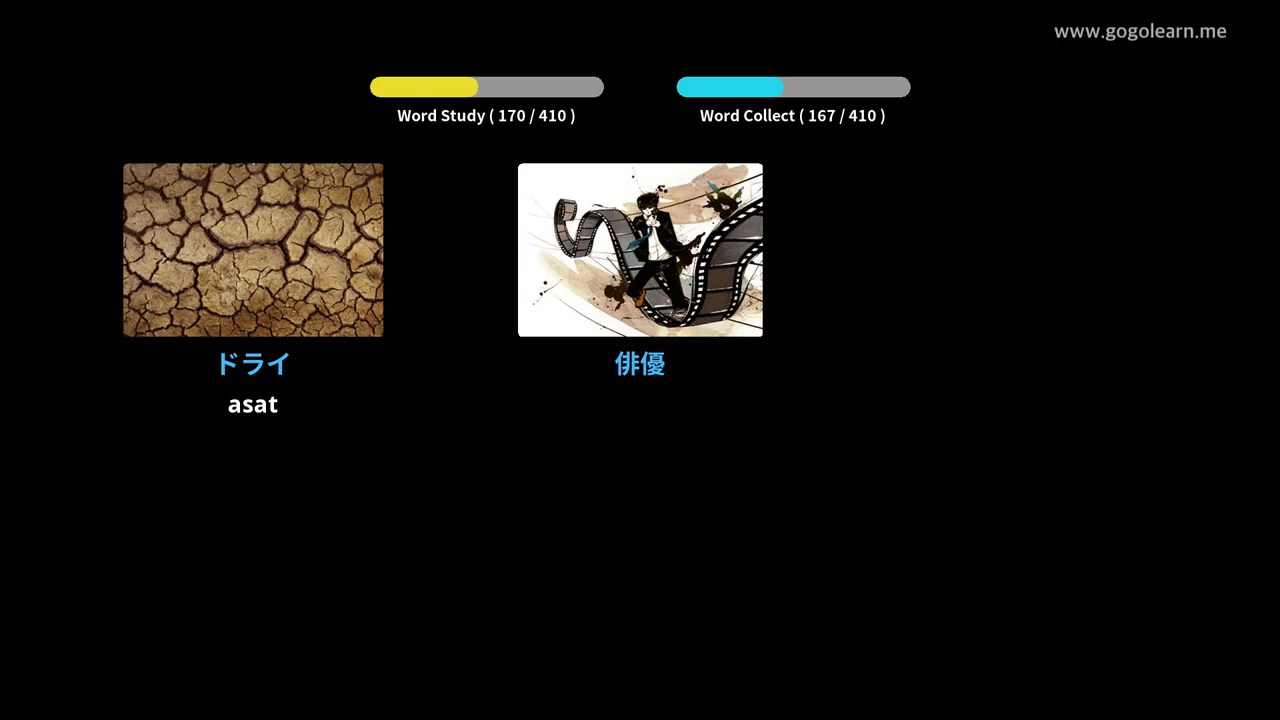 www.gogolearn.me
Word Study ( 170 / 410 )
Word Collect ( 167 / 410 )
ドライ
俳優
asat